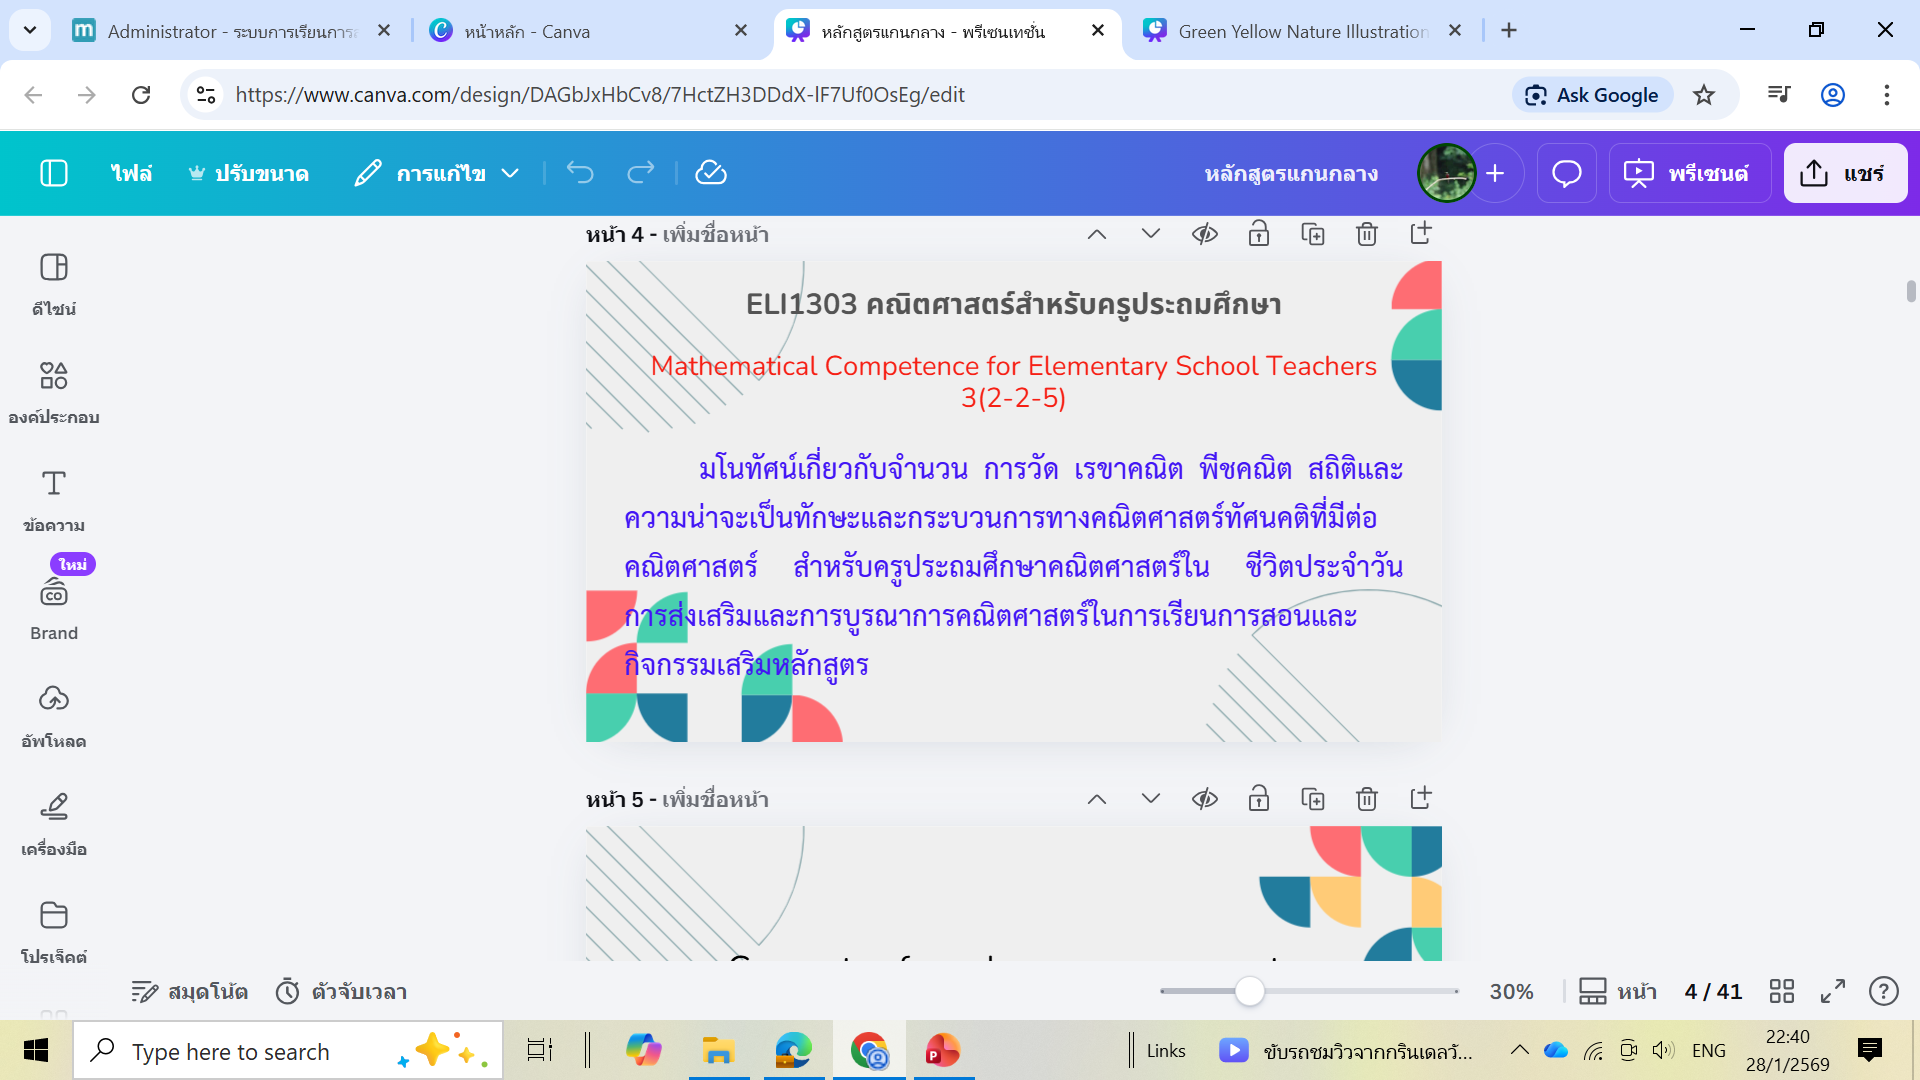 Administrator - ระบบการเรียนการส
หน้าหลัก - Canva
หลักสูตรแกนกลาง - พรีเซนเทชั่น
Green Yellow Nature Illustration
https://www.canva.com/design/DAGbJxHbCv8/7HctZH3DDdX-lF7Uf0OsEg/edit
Ask Google
ไฟล์
ปรับขนาด
การแก้ไข
หลักสูตรแกนกลาง
พรีเซนต์
แชร์
ดีไซน์
องค์ประกอบ
ข้อความ
ใหม่
Brand
อัพโหลด
เครื่องมือ
โปรเจ็คต์
หน้า 4 - เพิ่มชื่อหน้า
ELI1303 คณิตศาสตร์สำหรับครูประถมศึกษา
Mathematical Competence for Elementary School Teachers
3(2-2-5)
มโนทัศน์เกี่ยวกับจำนวน การวัด เรขาคณิต พีชคณิต สถิติและ
ความน่าจะเป็นทักษะและกระบวนการทางคณิตศาสตร์ทัศนคติที่มีต่อ
คณิตศาสตร์ สำหรับครูประถมศึกษาคณิตศาสตร์ใน ชีวิตประจำวัน
การส่งเสริมและการบูรณาการคณิตศาสตร์ในการเรียนการสอนและ
กิจกรรมเสริมหลักสูตร
หน้า 5 - เพิ่มชื่อหน้า
สมุดโน้ต
ตัวจับเวลา
30%
หน้า
4 / 41
Type here to search
Links
ขับรถชมวิวจากกรินเดลวั...
ENG
22:40
28/1/2569